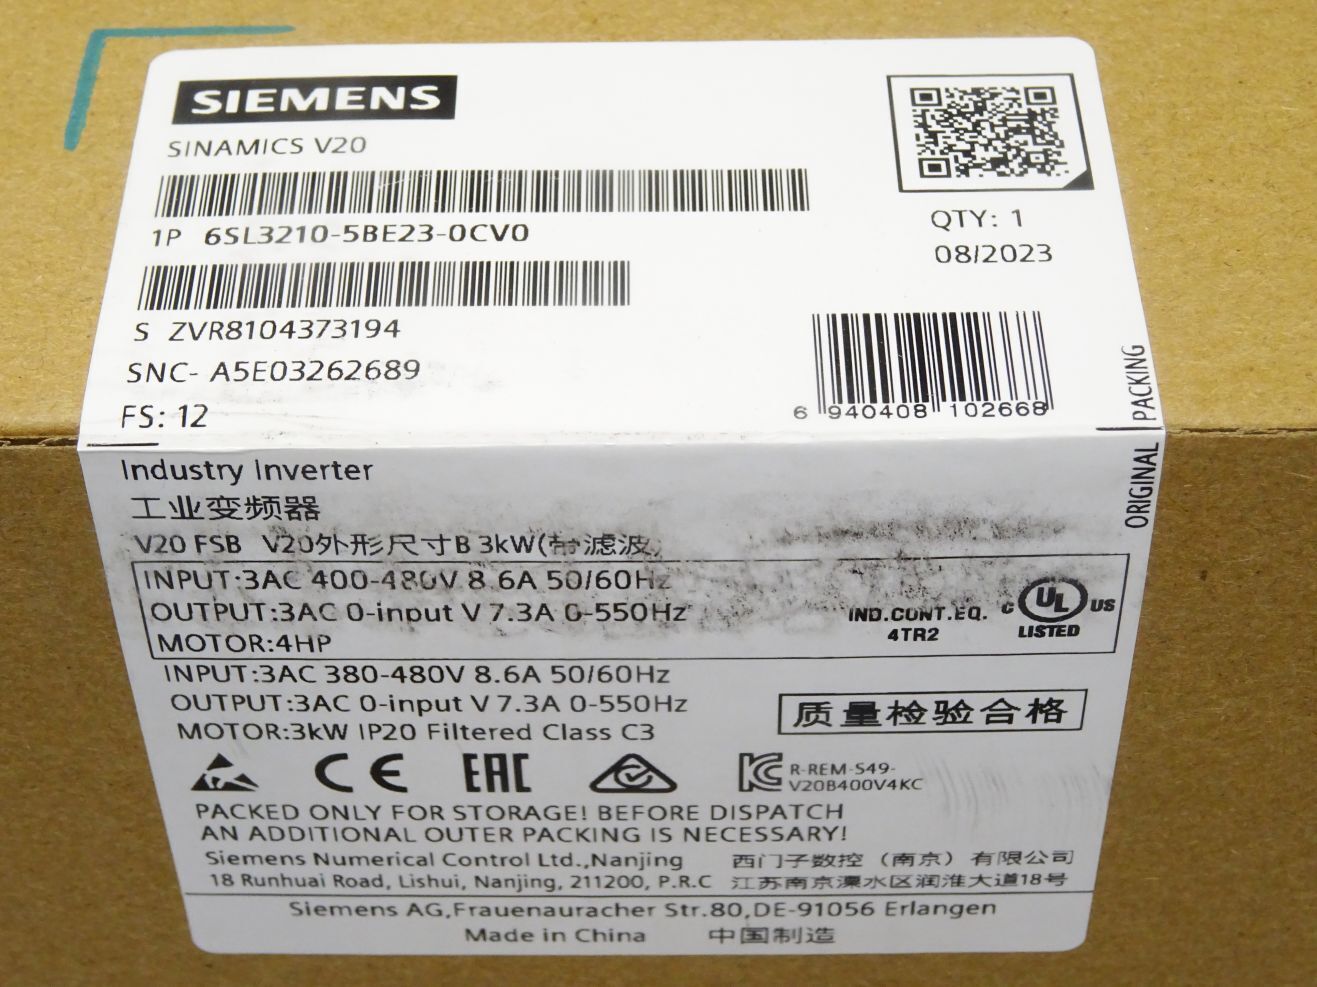 SIEMENS
SINAMICS V20
1P 6SL3210-5BE23-0CV0
QTY: 1
08/2023
S ZVR8104373194
SNC- A5E03262689
FS: 12
6 940408 102668
ORIGINAL PACKING
Industry Inverter
工业变频器
V20 FSB V20外形尺寸B 3kW(带滤波
INPUT:3AC 400-480V 8.6A 50/60Hz
OUTPUT:3AC 0-input V 7.3A 0-550Hz
MOTOR:4HP
IND.CONT.EQ.
4TR2
C UL US
LISTED
INPUT:3AC 380-480V 8.6A 50/60Hz
OUTPUT:3AC 0-input V 7.3A 0-550Hz
MOTOR:3kW IP20 Filtered Class C3
质量检验合格
CE EAC KC R-REM-S49-
V20B400V4KC
PACKED ONLY FOR STORAGE! BEFORE DISPATCH
AN ADDITIONAL OUTER PACKING IS NECESSARY!
Siemens Numerical Control Ltd.,Nanjing 西门子数控（南京）有限公司
18 Runhuai Road, Lishui, Nanjing, 211200, P.R.C 江苏南京溧水区润淮大道18号
Siemens AG,Frauenauracher Str.80,DE-91056 Erlangen
Made in China 中国制造